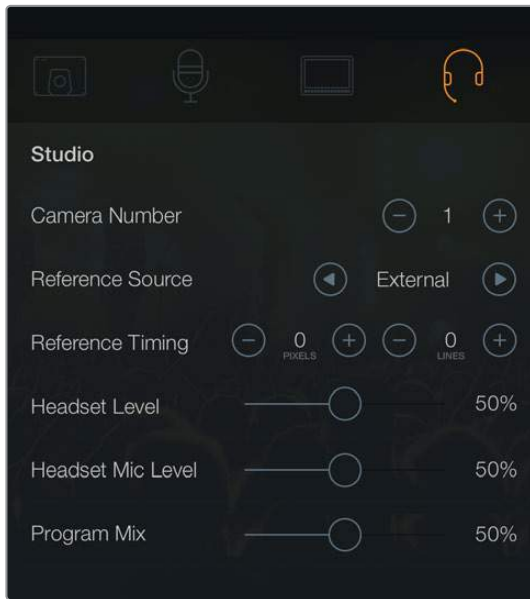 Studio
Camera Number − 1 +
Reference Source External
Reference Timing − 0 + − 0 +
PIXELS LINES
Headset Level 50%
Headset Mic Level 50%
Program Mix 50%